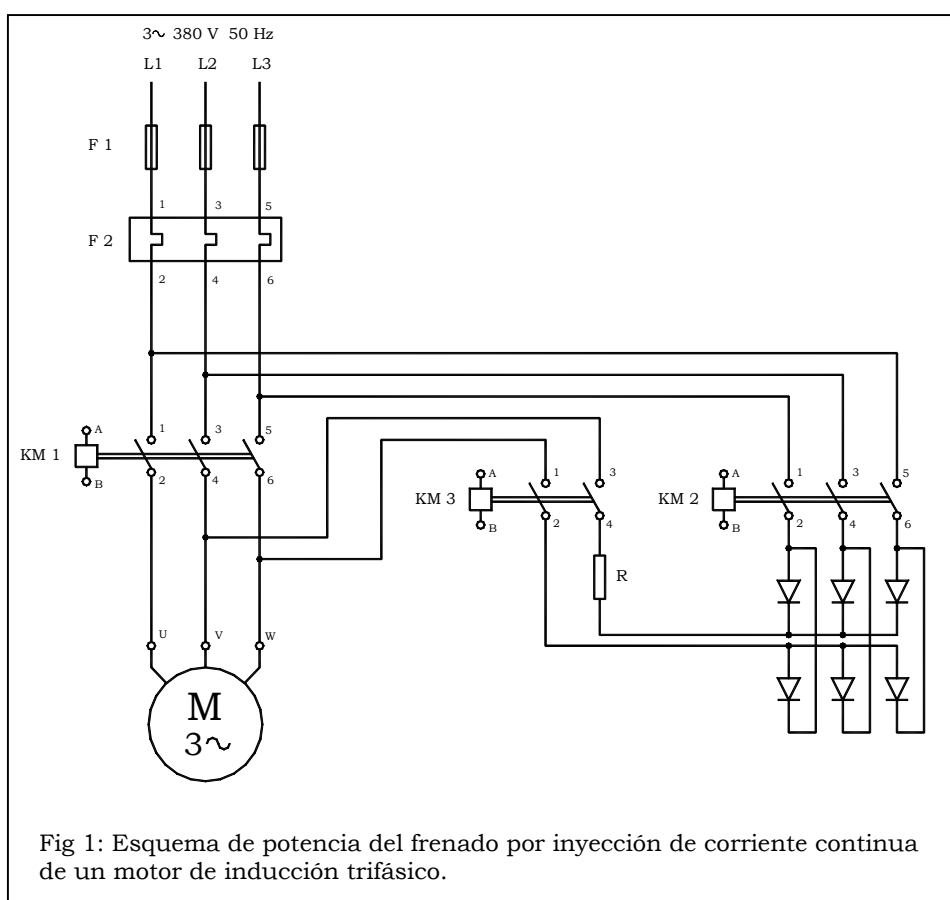 3∿ 380 V 50 Hz
L1 L2 L3
F 1
1 3 5
F 2
2 4 6
A 1 3 5
KM 1
B 2 4 6
A 1 3
KM 3
B 2 4
A 1 3 5
KM 2
B 2 4 6
R
U V W
M
3∿
Fig 1: Esquema de potencia del frenado por inyección de corriente continua
de un motor de inducción trifásico.